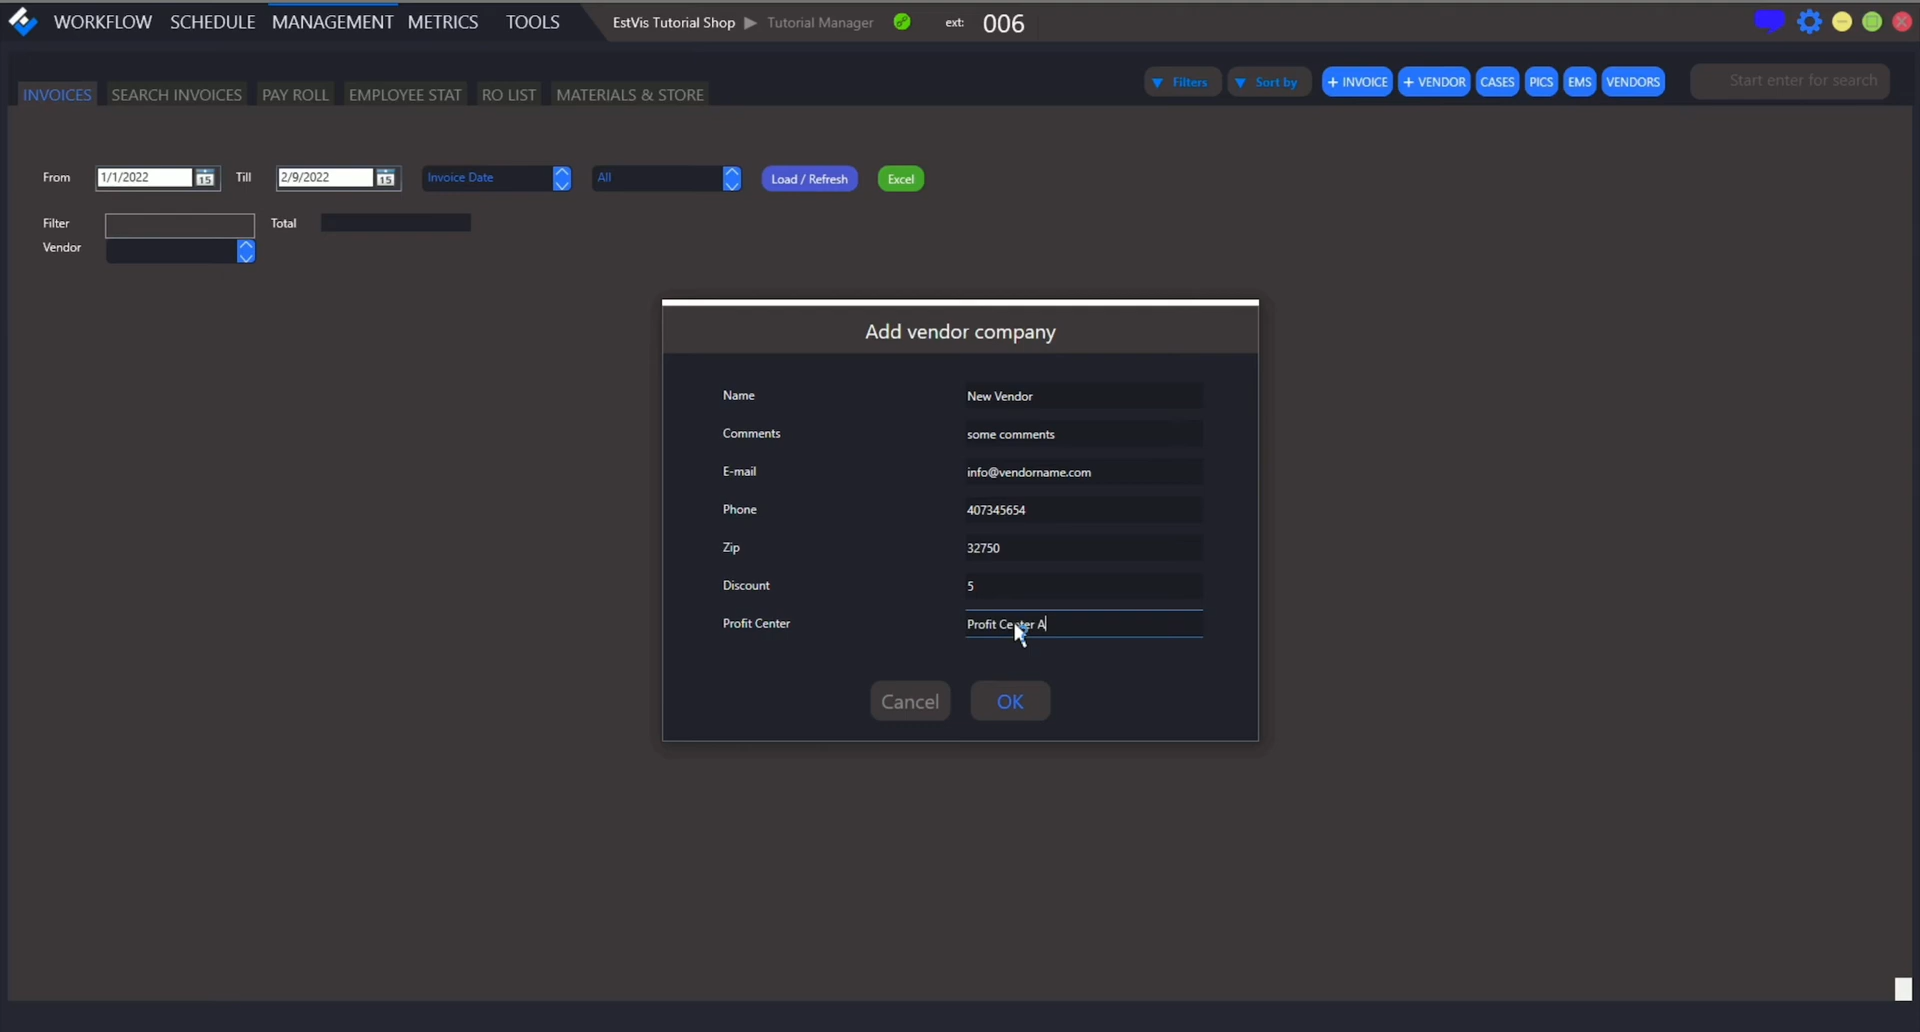 WORKFLOW SCHEDULE MANAGEMENT METRICS TOOLS EstVis Tutorial Shop Tutorial Manager ext: 006
INVOICES SEARCH INVOICES PAY ROLL EMPLOYEE STAT RO LIST MATERIALS & STORE Filters Sort by + INVOICE + VENDOR CASES PICS EMS VENDORS Start enter for search
From 1/1/2022 15 Till 2/9/2022 15 Invoice Date All Load / Refresh Excel
Filter Total
Vendor
Add vendor company
Name New Vendor
Comments some comments
E-mail info@vendorname.com
Phone 407345654
Zip 32750
Discount 5
Profit Center Profit Center A
Cancel OK